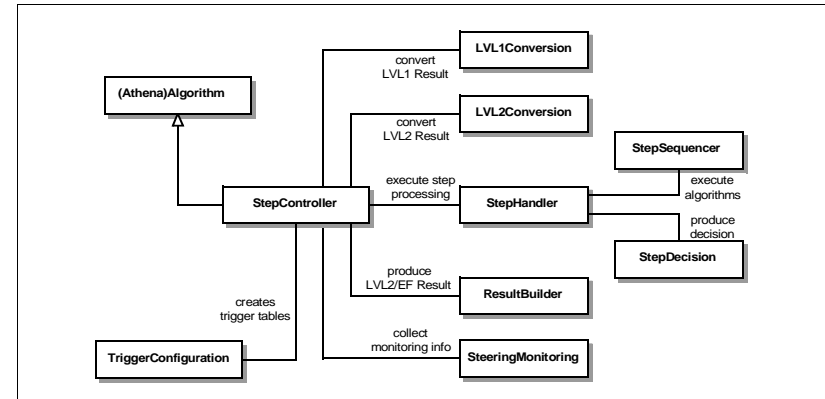 LVL1Conversion
convert
LVL1 Result
(Athena)Algorithm
LVL2Conversion
convert
LVL2 Result
StepSequencer
execute step
processing
execute
algorithms
StepController
StepHandler
produce
decision
StepDecision
produce
LVL2/EF Result
ResultBuilder
creates
trigger tables
collect
monitoring info
TriggerConfiguration
SteeringMonitoring